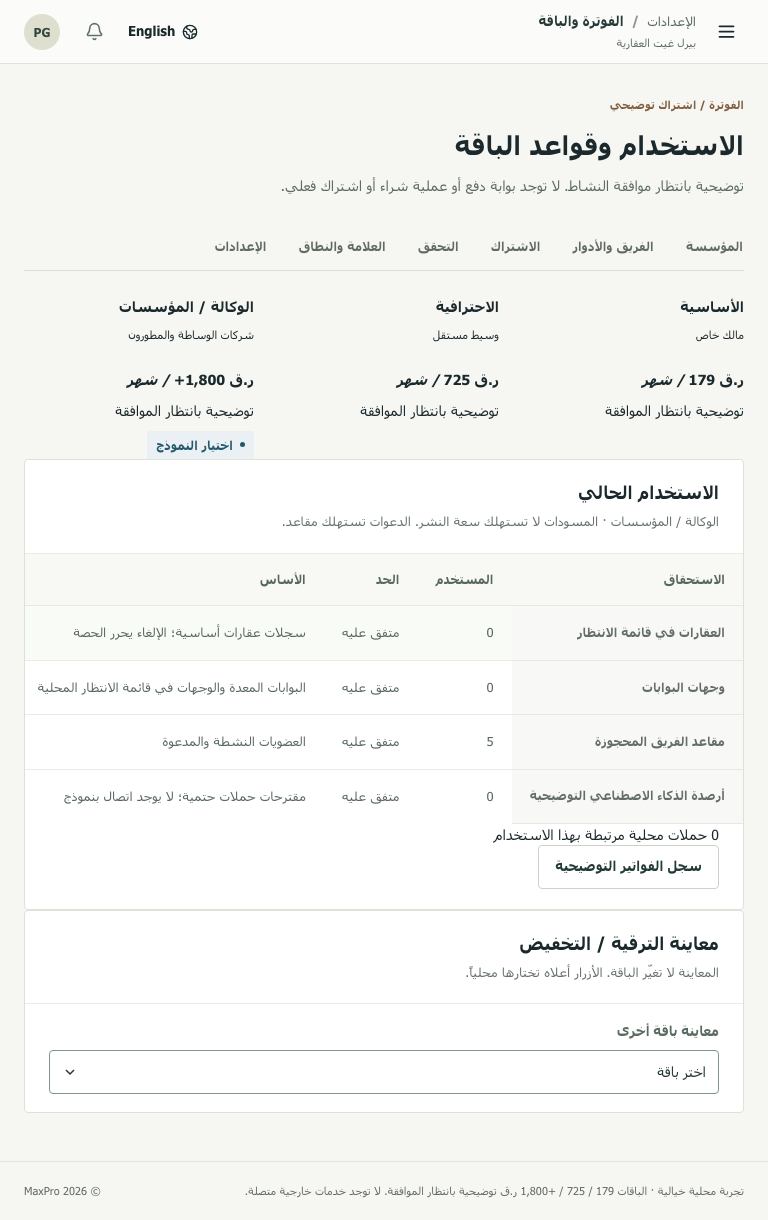 الإعدادات / الفوترة والباقة
بيرل غيت العقارية
English
PG
الفوترة / اشتراك توضيحي
الاستخدام وقواعد الباقة
توضيحية بانتظار موافقة النشاط. لا توجد بوابة دفع أو عملية شراء أو اشتراك فعلي.
المؤسسة الفريق والأدوار الاشتراك التحقق العلامة والنطاق الإعدادات
الأساسية
مالك خاص
ر.ق 179 / شهر
توضيحية بانتظار الموافقة
الاحترافية
وسيط مستقل
ر.ق 725 / شهر
توضيحية بانتظار الموافقة
الوكالة / المؤسسات
شركات الوساطة والمطورون
ر.ق 1,800+ / شهر
توضيحية بانتظار الموافقة
اختيار النموذج
الاستخدام الحالي
الوكالة / المؤسسات · المسودات لا تستهلك سعة النشر. الدعوات تستهلك مقاعد.
الاستحقاق المستخدم الحد الأساس
العقارات في قائمة الانتظار 0 متفق عليه سجلات عقارات أساسية؛ الإلغاء يحرر الحصة
وجهات البوابات 0 متفق عليه البوابات المعدة والوجهات في قائمة الانتظار المحلية
مقاعد الفريق المحجوزة 5 متفق عليه العضويات النشطة والمدعوة
أرصدة الذكاء الاصطناعي التوضيحية 0 متفق عليه مقترحات حملات حتمية؛ لا يوجد اتصال بنموذج
0 حملات محلية مرتبطة بهذا الاستخدام
سجل الفواتير التوضيحية
معاينة الترقية / التخفيض
المعاينة لا تغيّر الباقة. الأزرار أعلاه تختارها محلياً.
معاينة باقة أخرى
اختر باقة
تجربة محلية خيالية · الباقات 179 / 725 / +1,800 ر.ق توضيحية بانتظار الموافقة. لا توجد خدمات خارجية متصلة.
© 2026 MaxPro